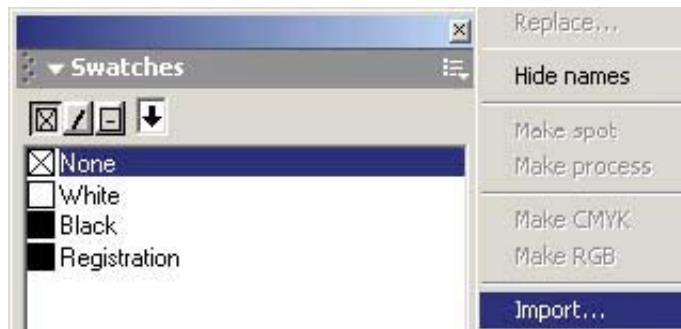 Swatches
None
White
Black
Registration
Replace...
Hide names
Make spot
Make process
Make CMYK
Make RGB
Import...